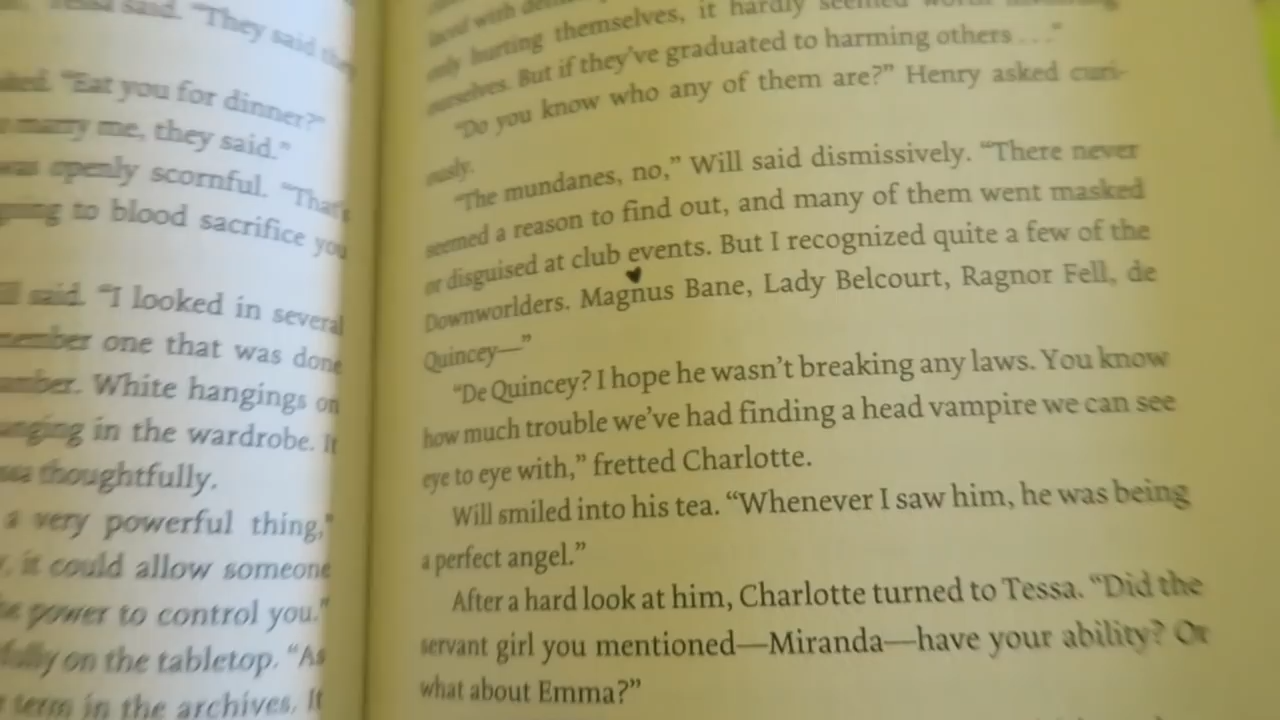 said. “They said they
“Eat you for dinner?”
marry me, they said.”
was openly scornful. “That’s
going to blood sacrifice you
said. “I looked in several
one that was done
White hangings on
in the wardrobe. It
thoughtfully.
a very powerful thing,”
it could allow someone
power to control you.”
on the tabletop. “As
term in the archives. It
only hurting themselves, it hardly seemed
ourselves. But if they’ve graduated to harming others . . .”
“Do you know who any of them are?” Henry asked curi-
ously.
“The mundanes, no,” Will said dismissively. “There never
seemed a reason to find out, and many of them went masked
or disguised at club events. But I recognized quite a few of the
Downworlders. Magnus Bane, Lady Belcourt, Ragnor Fell, de
Quincey—”
“De Quincey? I hope he wasn’t breaking any laws. You know
how much trouble we’ve had finding a head vampire we can see
eye to eye with,” fretted Charlotte.
Will smiled into his tea. “Whenever I saw him, he was being
a perfect angel.”
After a hard look at him, Charlotte turned to Tessa. “Did the
servant girl you mentioned—Miranda—have your ability? Or
what about Emma?”